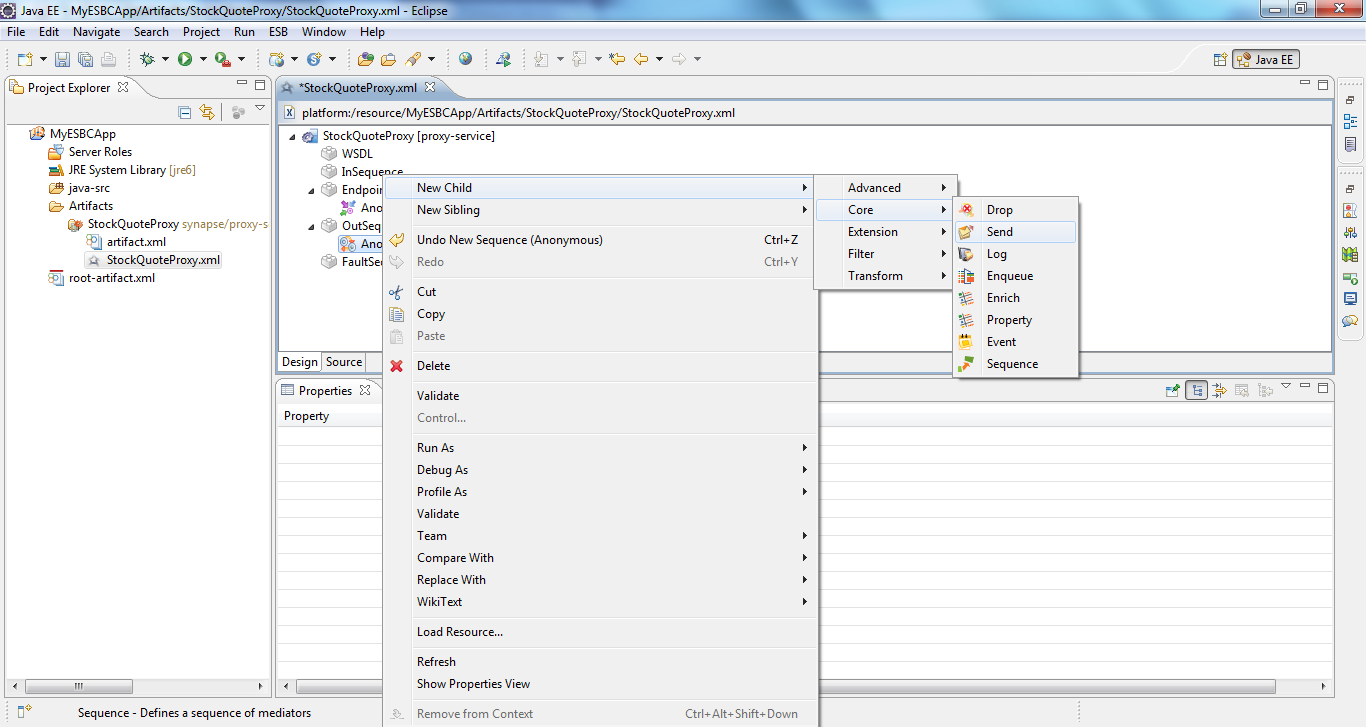 Java EE - MyESBCApp/Artifacts/StockQuoteProxy/StockQuoteProxy.xml - Eclipse
File Edit Navigate Search Project Run ESB Window Help
Java EE
Project Explorer
MyESBCApp
Server Roles
JRE System Library [jre6]
java-src
Artifacts
StockQuoteProxy synapse/proxy-s
artifact.xml
StockQuoteProxy.xml
root-artifact.xml
*StockQuoteProxy.xml
platform:/resource/MyESBCApp/Artifacts/StockQuoteProxy/StockQuoteProxy.xml
StockQuoteProxy [proxy-service]
WSDL
InSequence
Endpoin
Ano
OutSeq
Ano
FaultSe
Design Source
Properties
Property
New Child
New Sibling
Undo New Sequence (Anonymous) Ctrl+Z
Redo Ctrl+Y
Cut
Copy
Paste
Delete
Validate
Control...
Run As
Debug As
Profile As
Validate
Team
Compare With
Replace With
WikiText
Load Resource...
Refresh
Show Properties View
Remove from Context Ctrl+Alt+Shift+Down
Advanced
Core
Extension
Filter
Transform
Drop
Send
Log
Enqueue
Enrich
Property
Event
Sequence
Sequence - Defines a sequence of mediators